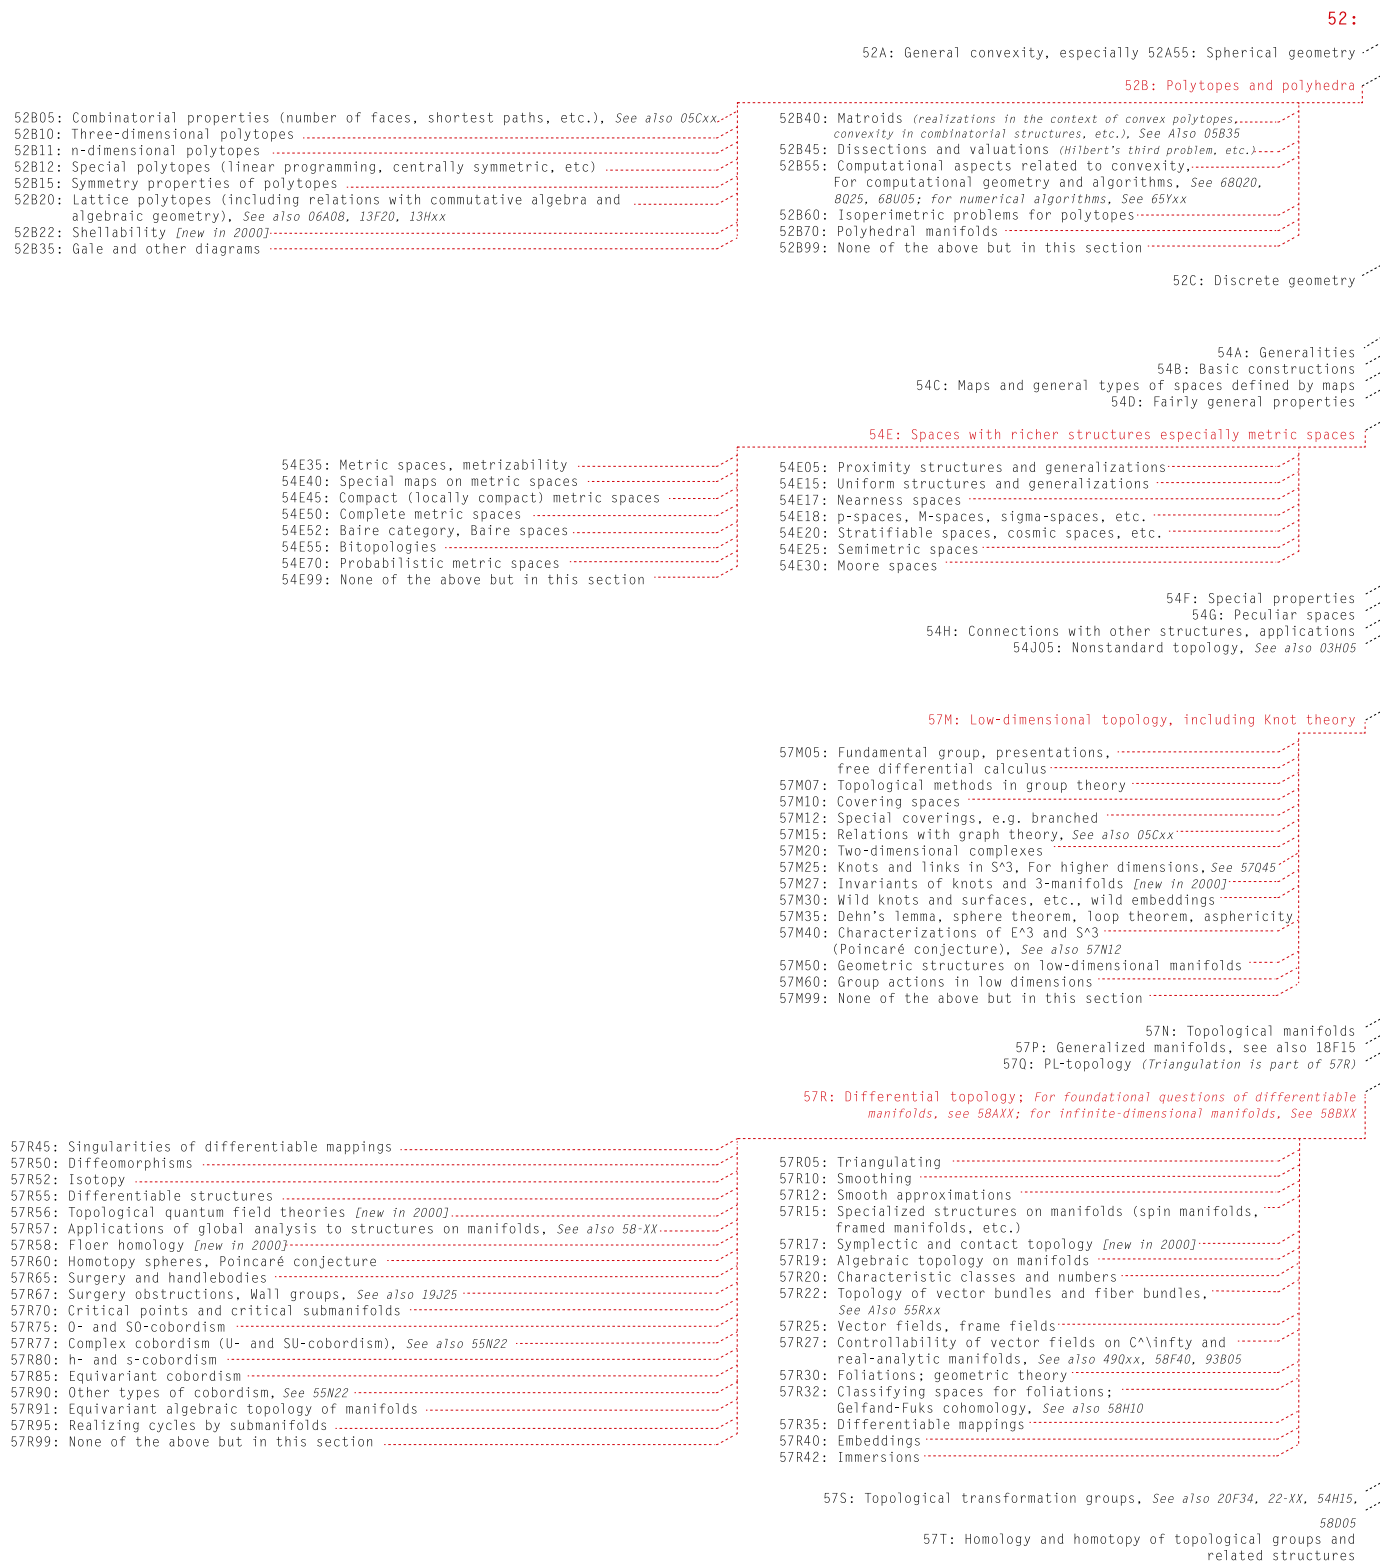 52:
52A: General convexity, especially 52A55: Spherical geometry
52B: Polytopes and polyhedra
52B05: Combinatorial properties (number of faces, shortest paths, etc.), See also 05Cxx
52B10: Three-dimensional polytopes
52B11: n-dimensional polytopes
52B12: Special polytopes (linear programming, centrally symmetric, etc)
52B15: Symmetry properties of polytopes
52B20: Lattice polytopes (including relations with commutative algebra and
algebraic geometry), See also 06A08, 13F20, 13Hxx
52B22: Shellability [new in 2000]
52B35: Gale and other diagrams
52B40: Matroids (realizations in the context of convex polytopes,
convexity in combinatorial structures, etc.), See Also 05B35
52B45: Dissections and valuations (Hilbert's third problem, etc.)
52B55: Computational aspects related to convexity,
For computational geometry and algorithms, See 68Q20,
8Q25, 68U05; for numerical algorithms, See 65Yxx
52B60: Isoperimetric problems for polytopes
52B70: Polyhedral manifolds
52B99: None of the above but in this section
52C: Discrete geometry
54A: Generalities
54B: Basic constructions
54C: Maps and general types of spaces defined by maps
54D: Fairly general properties
54E: Spaces with richer structures especially metric spaces
54E35: Metric spaces, metrizability
54E40: Special maps on metric spaces
54E45: Compact (locally compact) metric spaces
54E50: Complete metric spaces
54E52: Baire category, Baire spaces
54E55: Bitopologies
54E70: Probabilistic metric spaces
54E99: None of the above but in this section
54E05: Proximity structures and generalizations
54E15: Uniform structures and generalizations
54E17: Nearness spaces
54E18: p-spaces, M-spaces, sigma-spaces, etc.
54E20: Stratifiable spaces, cosmic spaces, etc.
54E25: Semimetric spaces
54E30: Moore spaces
54F: Special properties
54G: Peculiar spaces
54H: Connections with other structures, applications
54J05: Nonstandard topology, See also 03H05
57M: Low-dimensional topology, including Knot theory
57M05: Fundamental group, presentations,
free differential calculus
57M07: Topological methods in group theory
57M10: Covering spaces
57M12: Special coverings, e.g. branched
57M15: Relations with graph theory, See also 05Cxx
57M20: Two-dimensional complexes
57M25: Knots and links in S^3, For higher dimensions, See 57Q45
57M27: Invariants of knots and 3-manifolds [new in 2000]
57M30: Wild knots and surfaces, etc., wild embeddings
57M35: Dehn's lemma, sphere theorem, loop theorem, asphericity
57M40: Characterizations of E^3 and S^3
(Poincaré conjecture), See also 57N12
57M50: Geometric structures on low-dimensional manifolds
57M60: Group actions in low dimensions
57M99: None of the above but in this section
57N: Topological manifolds
57P: Generalized manifolds, see also 18F15
57Q: PL-topology (Triangulation is part of 57R)
57R: Differential topology; For foundational questions of differentiable
manifolds, see 58AXX; for infinite-dimensional manifolds, See 58BXX
57R45: Singularities of differentiable mappings
57R50: Diffeomorphisms
57R52: Isotopy
57R55: Differentiable structures
57R56: Topological quantum field theories [new in 2000]
57R57: Applications of global analysis to structures on manifolds, See also 58-XX
57R58: Floer homology [new in 2000]
57R60: Homotopy spheres, Poincaré conjecture
57R65: Surgery and handlebodies
57R67: Surgery obstructions, Wall groups, See also 19J25
57R70: Critical points and critical submanifolds
57R75: O- and SO-cobordism
57R77: Complex cobordism (U- and SU-cobordism), See also 55N22
57R80: h- and s-cobordism
57R85: Equivariant cobordism
57R90: Other types of cobordism, See 55N22
57R91: Equivariant algebraic topology of manifolds
57R95: Realizing cycles by submanifolds
57R99: None of the above but in this section
57R05: Triangulating
57R10: Smoothing
57R12: Smooth approximations
57R15: Specialized structures on manifolds (spin manifolds,
framed manifolds, etc.)
57R17: Symplectic and contact topology [new in 2000]
57R19: Algebraic topology on manifolds
57R20: Characteristic classes and numbers
57R22: Topology of vector bundles and fiber bundles,
See Also 55Rxx
57R25: Vector fields, frame fields
57R27: Controllability of vector fields on C^\infty and
real-analytic manifolds, See also 49Qxx, 58F40, 93B05
57R30: Foliations; geometric theory
57R32: Classifying spaces for foliations;
Gelfand-Fuks cohomology, See also 58H10
57R35: Differentiable mappings
57R40: Embeddings
57R42: Immersions
57S: Topological transformation groups, See also 20F34, 22-XX, 54H15,
58D05
57T: Homology and homotopy of topological groups and
related structures